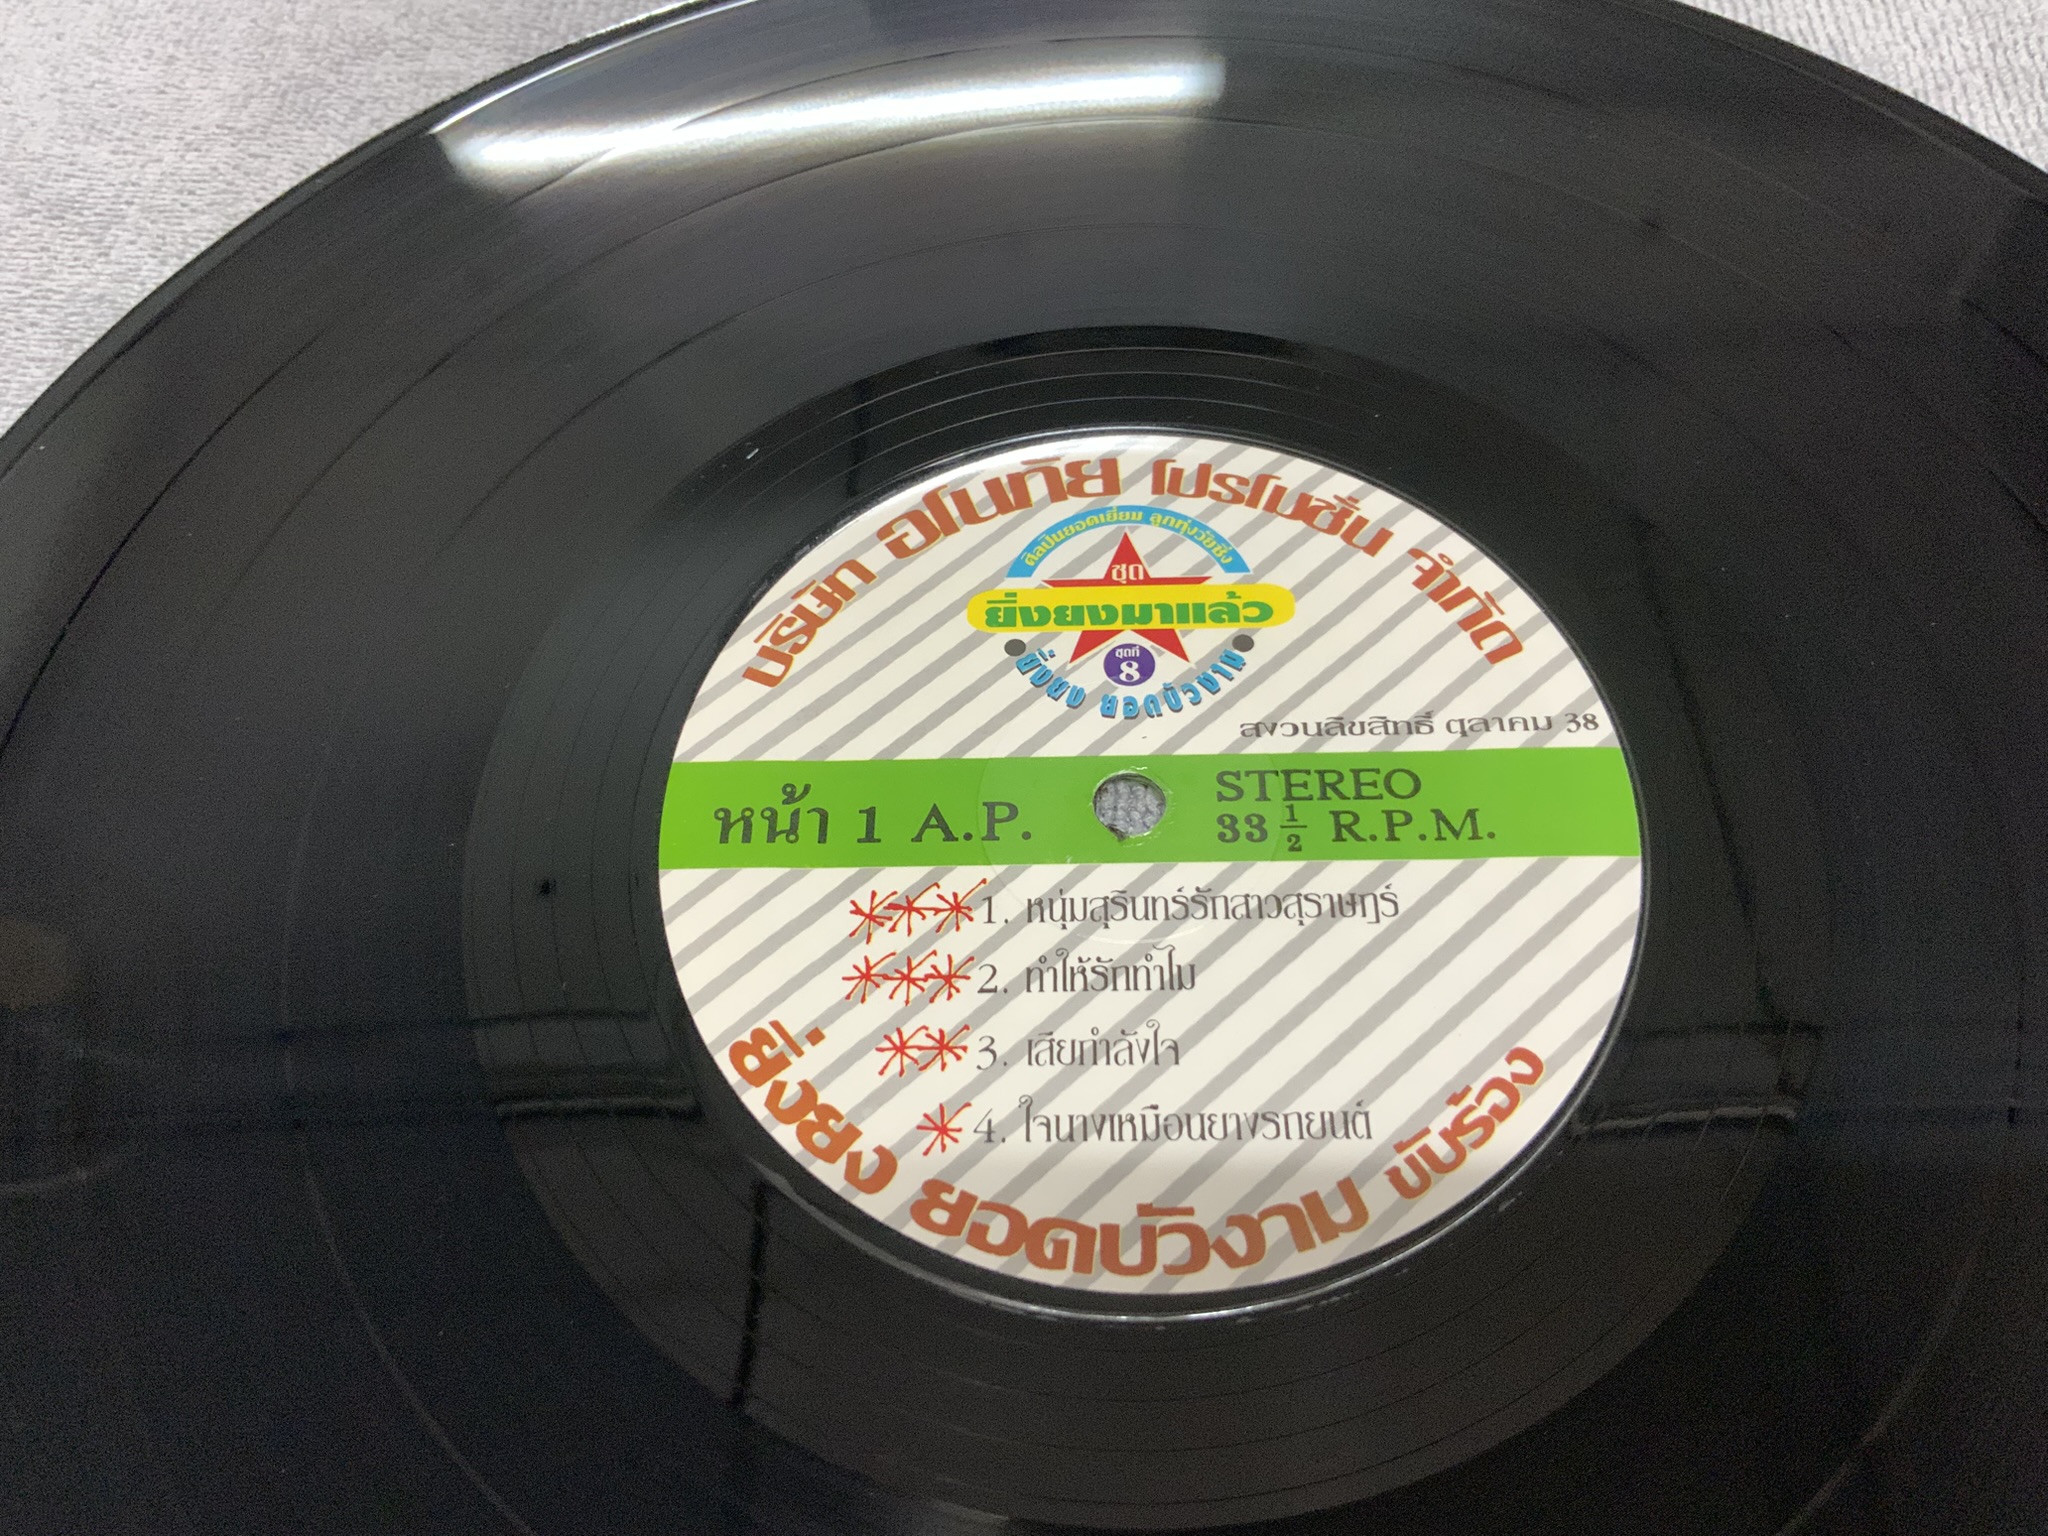 บริษัท อโนทัย โปรโมชั่น จำกัด
ศิลปินยอดเยี่ยม ลูกทุ่งวัยซิ่ง
ชุด
ยิ่งยงมาแล้ว
ชุดที่
8
ยิ่งยง ยอดบัวงาม
สงวนลิขสิทธิ์ ตุลาคม 38
หน้า 1 A.P.
STEREO
33 1/2 R.P.M.
***1. หนุ่มสุรินทร์รักสาวสุราษฎร์
***2. ทำให้รักทำไม
**3. เสียกำลังใจ
*4. ใจนางเหมือนยางรถยนต์
ยิ่งยง ยอดบัวงาม ขับร้อง